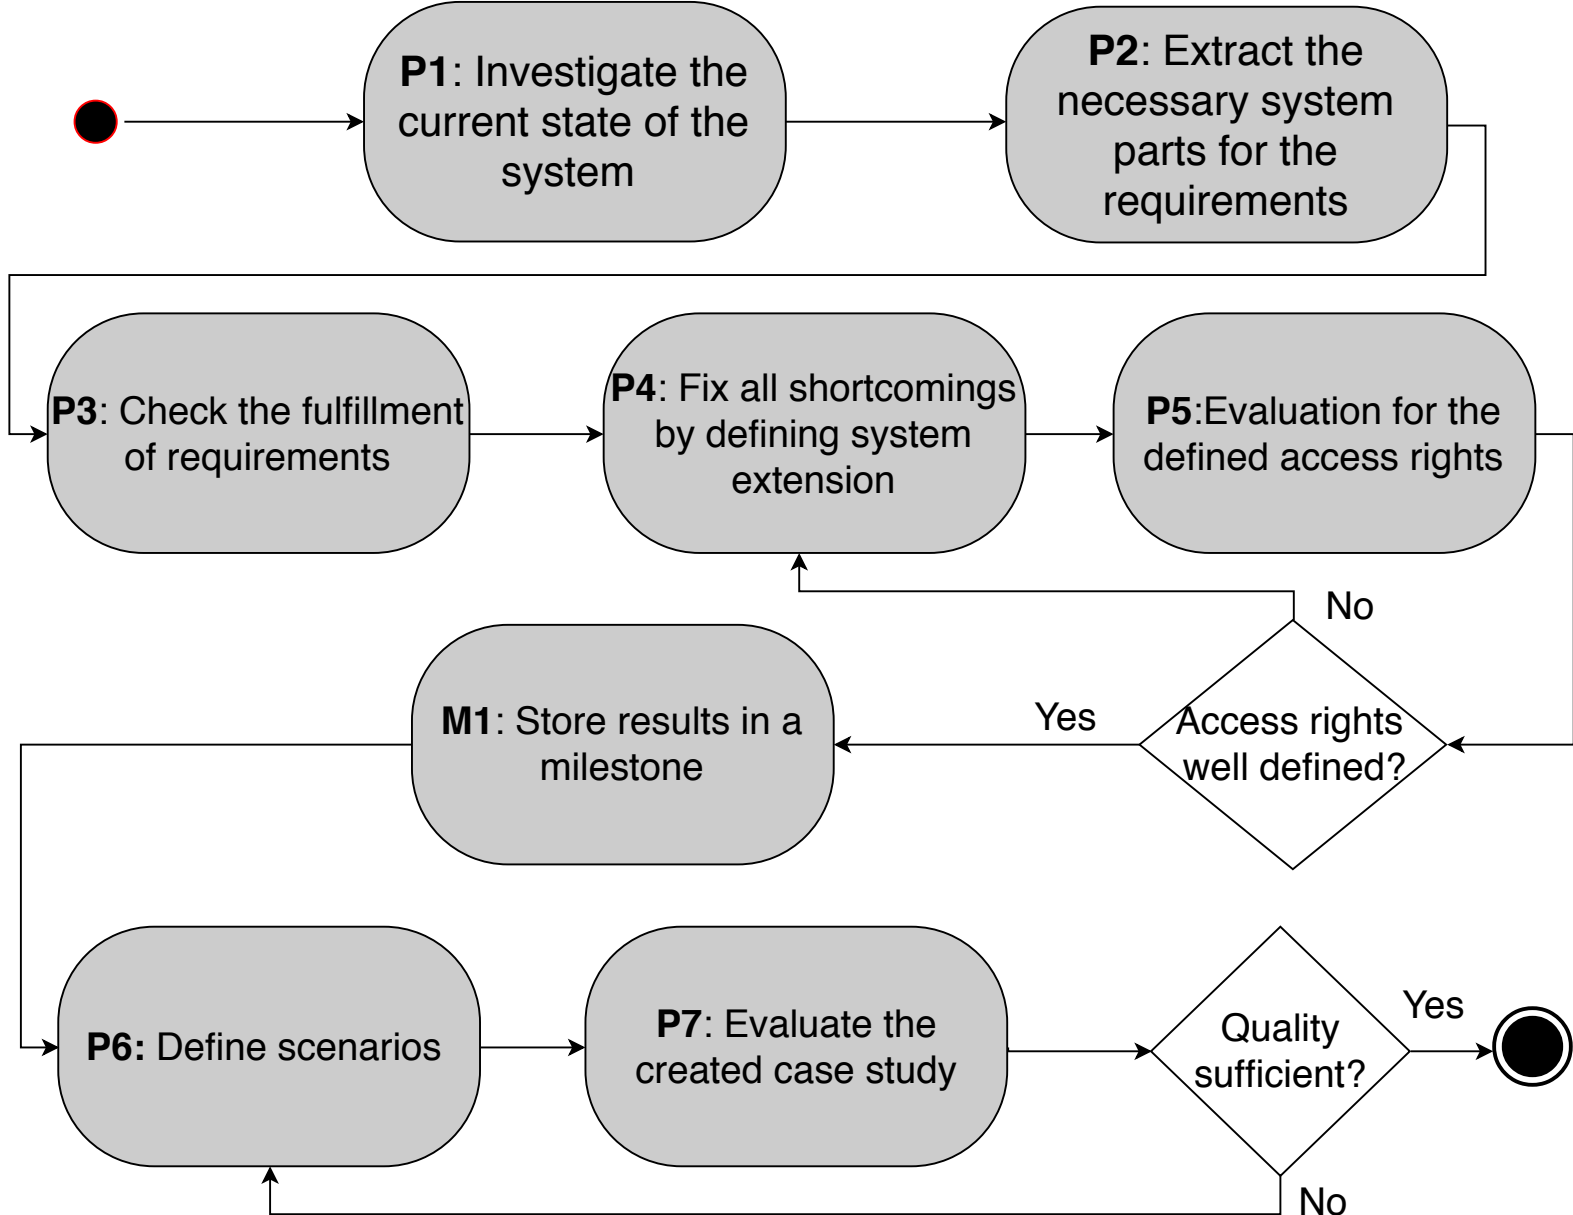 P1: Investigate the
current state of the
system
P2: Extract the
necessary system
parts for the
requirements
P3: Check the fulfillment
of requirements
P4: Fix all shortcomings
by defining system
extension
P5:Evaluation for the
defined access rights
No
M1: Store results in a
milestone
Yes
Access rights
well defined?
P6: Define scenarios
P7: Evaluate the
created case study
Quality
sufficient?
Yes
No